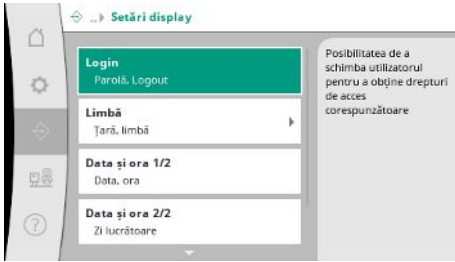 ..▸ Setări display
Login
Parolă, Logout
Limbă
Țară, limbă
Data și ora 1/2
Data, ora
Data și ora 2/2
Zi lucrătoare
Posibilitatea de a
schimba utilizatorul
pentru a obține drepturi
de acces
corespunzătoare
?